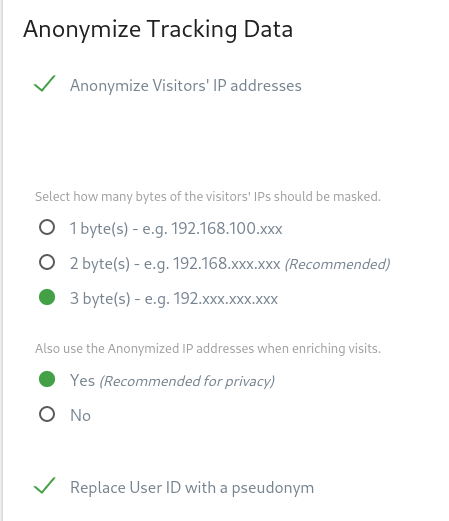 Anonymize Tracking Data
Anonymize Visitors' IP addresses
Select how many bytes of the visitors' IPs should be masked.
1 byte(s) - e.g. 192.168.100.xxx
2 byte(s) - e.g. 192.168.xxx.xxx (Recommended)
3 byte(s) - e.g. 192.xxx.xxx.xxx
Also use the Anonymized IP addresses when enriching visits.
Yes (Recommended for privacy)
No
Replace User ID with a pseudonym